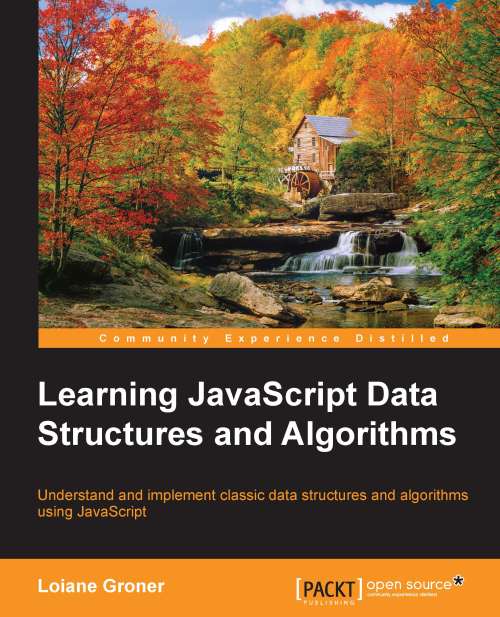 Community Experience Distilled
Learning JavaScript Data
Structures and Algorithms
Understand and implement classic data structures and algorithms
using JavaScript
Loiane Groner
[PACKT]
PUBLISHING
open source*
community experience distilled